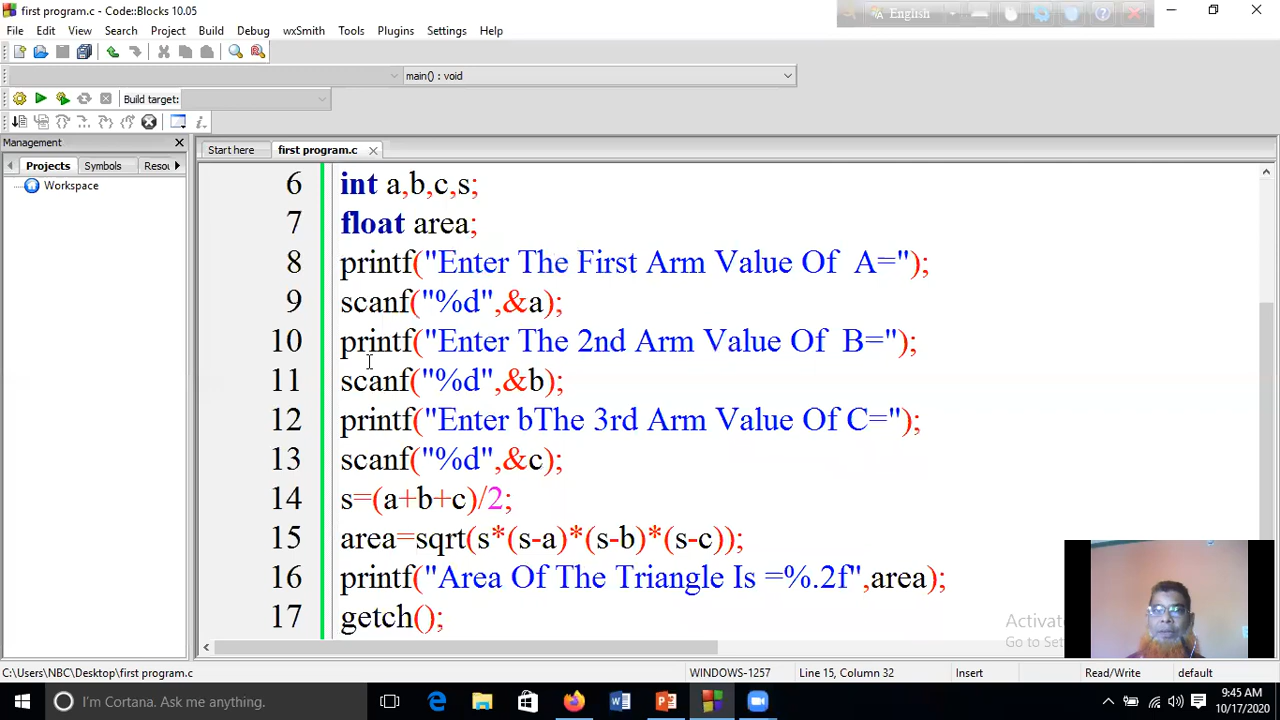 first program.c - Code::Blocks 10.05
English
File Edit View Search Project Build Debug wxSmith Tools Plugins Settings Help
main() : void
Build target:
Management
Start here first program.c
Projects Symbols Resou
Workspace
6 int a,b,c,s;
7 float area;
8 printf("Enter The First Arm Value Of  A=");
9 scanf("%d",&a);
10 printf("Enter The 2nd Arm Value Of  B=");
11 scanf("%d",&b);
12 printf("Enter bThe 3rd Arm Value Of C=");
13 scanf("%d",&c);
14 s=(a+b+c)/2;
15 area=sqrt(s*(s-a)*(s-b)*(s-c));
16 printf("Area Of The Triangle Is =%.2f",area);
17 getch();
Activat
Go to Set
C:\Users\NBC\Desktop\first program.c WINDOWS-1257 Line 15, Column 32 Insert Read/Write default
I'm Cortana. Ask me anything.
9:45 AM
10/17/2020